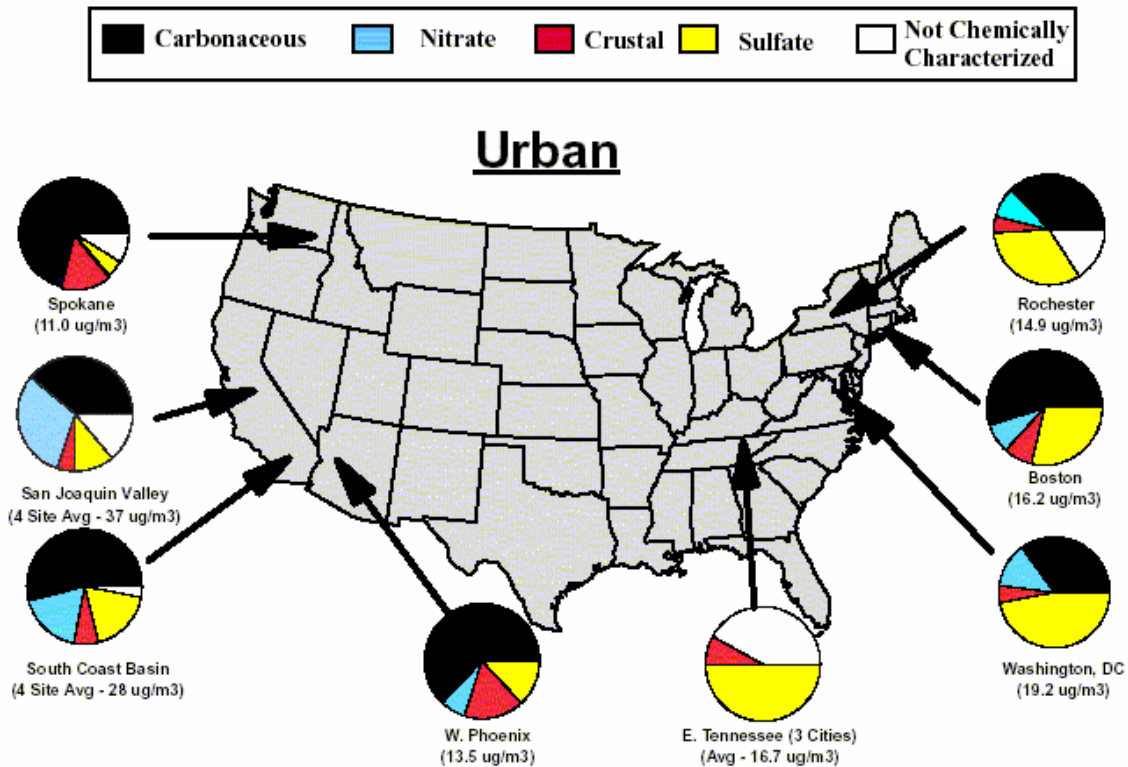 Carbonaceous
Nitrate
Crustal
Sulfate
Not Chemically
Characterized
Urban
Spokane
(11.0 ug/m3)
Rochester
(14.9 ug/m3)
San Joaquin Valley
(4 Site Avg - 37 ug/m3)
Boston
(16.2 ug/m3)
South Coast Basin
(4 Site Avg - 28 ug/m3)
W. Phoenix
(13.5 ug/m3)
E. Tennessee (3 Cities)
(Avg - 16.7 ug/m3)
Washington, DC
(19.2 ug/m3)